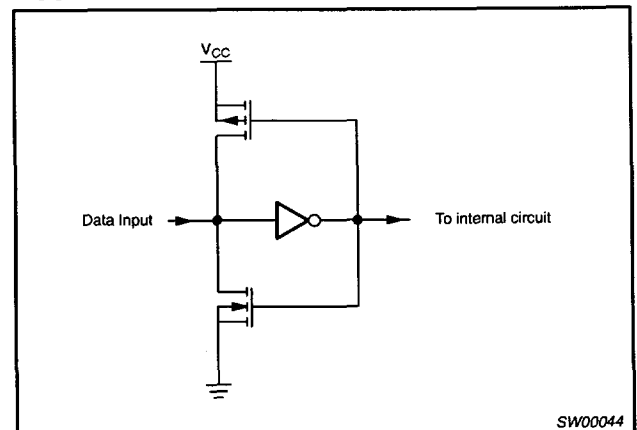 VCC
Data Input
To internal circuit
SW00044